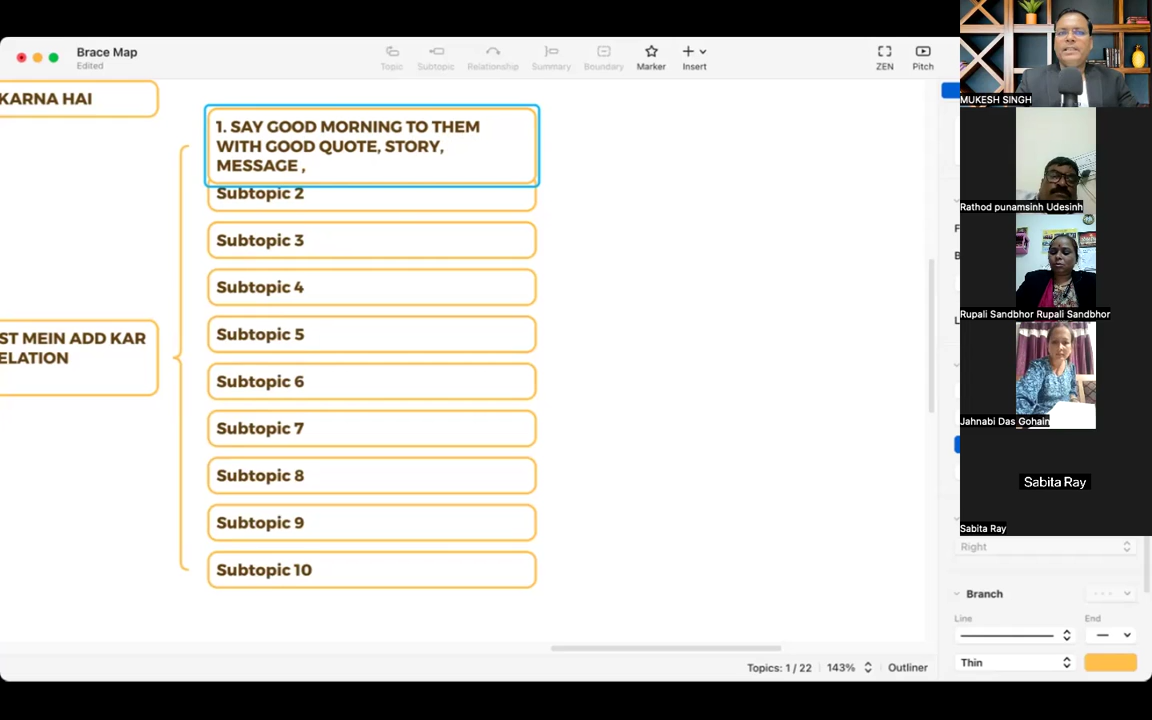 Brace Map
Edited
Topic
Subtopic
Relationship
Summary
Boundary
Marker
Insert
ZEN
Pitch
KARNA HAI
1. SAY GOOD MORNING TO THEM
WITH GOOD QUOTE, STORY,
MESSAGE ,
Subtopic 2
Subtopic 3
Subtopic 4
Subtopic 5
Subtopic 6
Subtopic 7
Subtopic 8
Subtopic 9
Subtopic 10
ST MEIN ADD KAR
ELATION
MUKESH SINGH
Rathod punamsinh Udesinh
Rupali Sandbhor Rupali Sandbhor
Jahnabi Das Gohain
Sabita Ray
Sabita Ray
F
B
L
Right
Branch
Line
End
Thin
Topics: 1 / 22
143%
Outliner